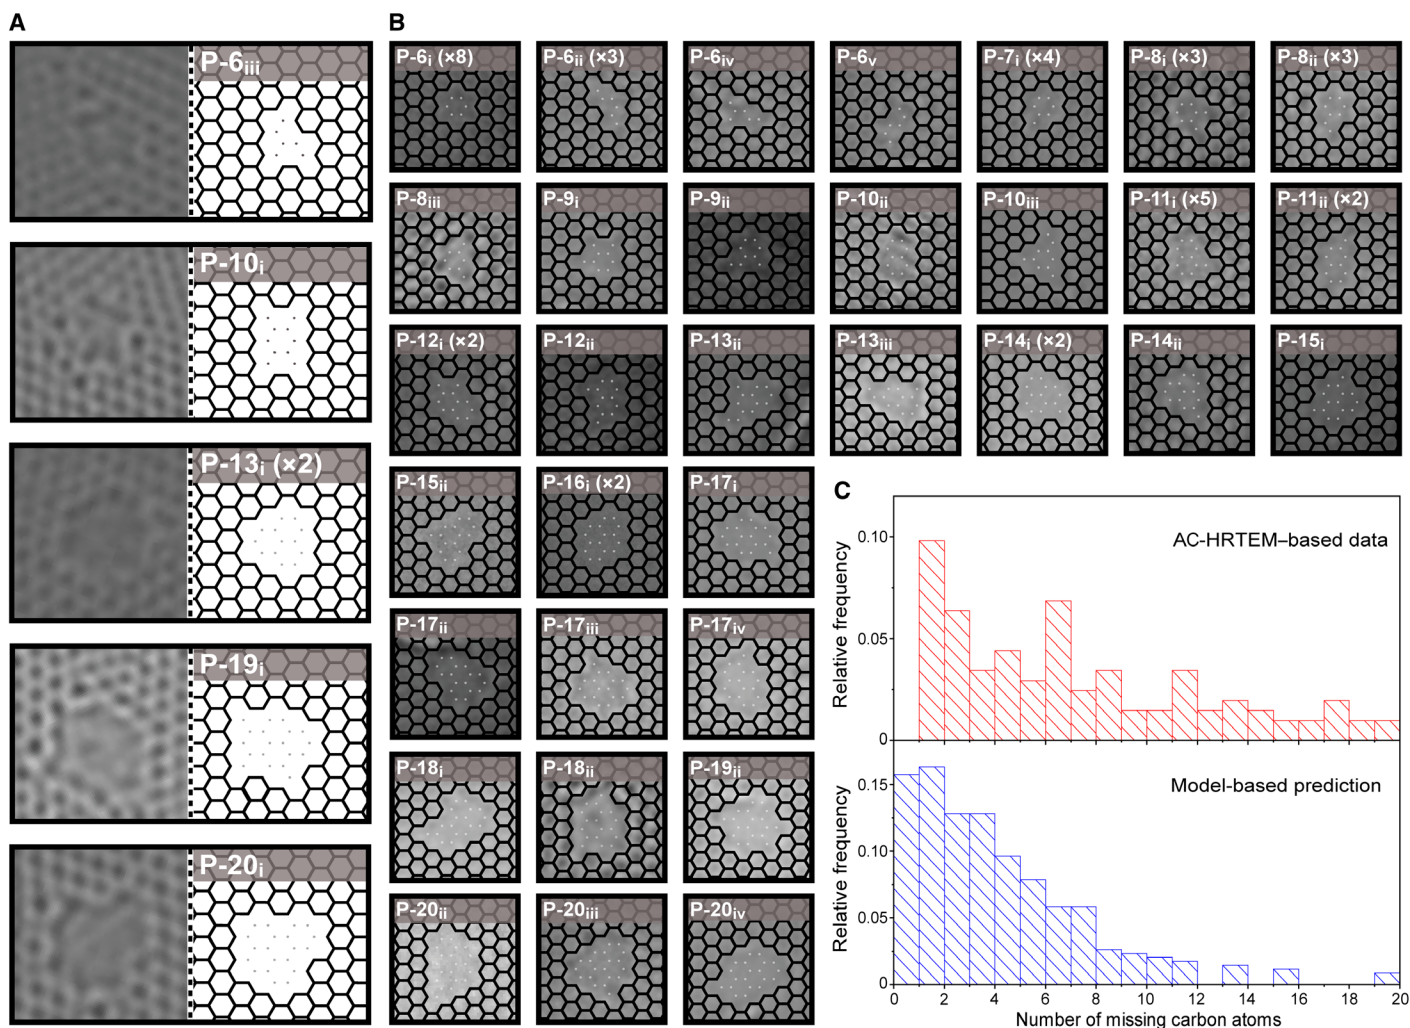 A
B
P-6iii
P-10i
P-13i (×2)
P-19i
P-20i
P-6i (×8)
P-6ii (×3)
P-6iv
P-6v
P-7i (×4)
P-8i (×3)
P-8ii (×3)
P-8iii
P-9i
P-9ii
P-10ii
P-10iii
P-11i (×5)
P-11ii (×2)
P-12i (×2)
P-12ii
P-13ii
P-13iii
P-14i (×2)
P-14ii
P-15i
P-15ii
P-16i (×2)
P-17i
P-17ii
P-17iii
P-17iv
P-18i
P-18ii
P-19ii
P-20ii
P-20iii
P-20iv
C
AC-HRTEM–based data
Relative frequency
0.10
0.05
0
Model-based prediction
Relative frequency
0.15
0.10
0.05
0
0 2 4 6 8 10 12 14 16 18 20
Number of missing carbon atoms